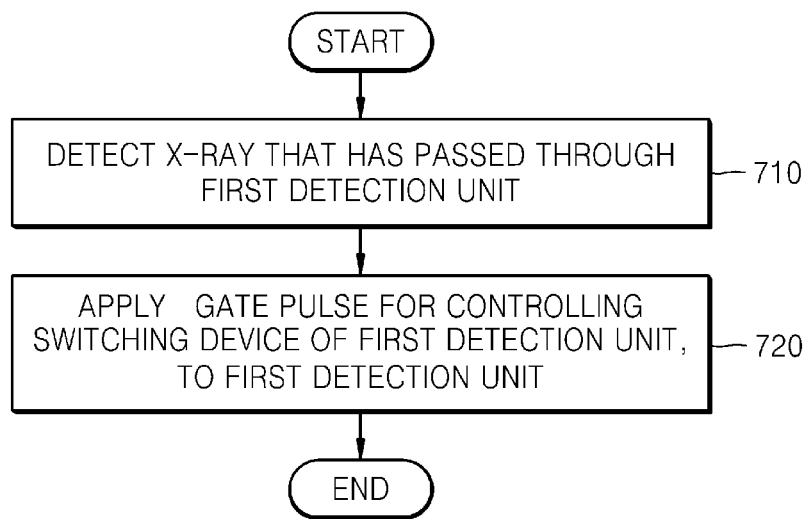 START
DETECT X-RAY THAT HAS PASSED THROUGH
FIRST DETECTION UNIT
710
APPLY GATE PULSE FOR CONTROLLING
SWITCHING DEVICE OF FIRST DETECTION UNIT,
TO FIRST DETECTION UNIT
720
END